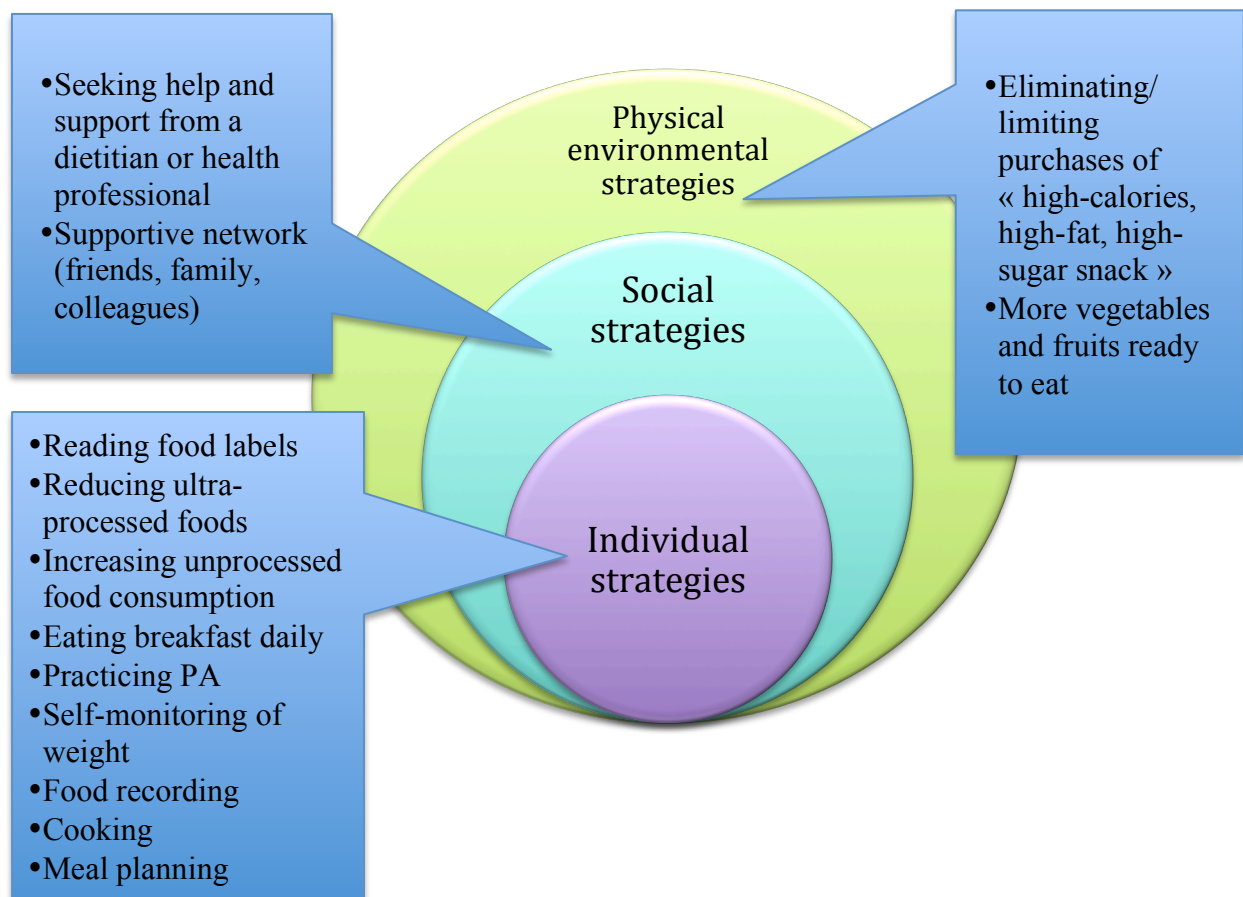 •Seeking help and
support from a
dietitian or health
professional
•Supportive network
(friends, family,
colleagues)
Physical
environmental
strategies
•Eliminating/
limiting
purchases of
« high-calories,
high-fat, high-
sugar snack »
•More vegetables
and fruits ready
to eat
Social
strategies
•Reading food labels
•Reducing ultra-
processed foods
•Increasing unprocessed
food consumption
•Eating breakfast daily
•Practicing PA
•Self-monitoring of
weight
•Food recording
•Cooking
•Meal planning
Individual
strategies